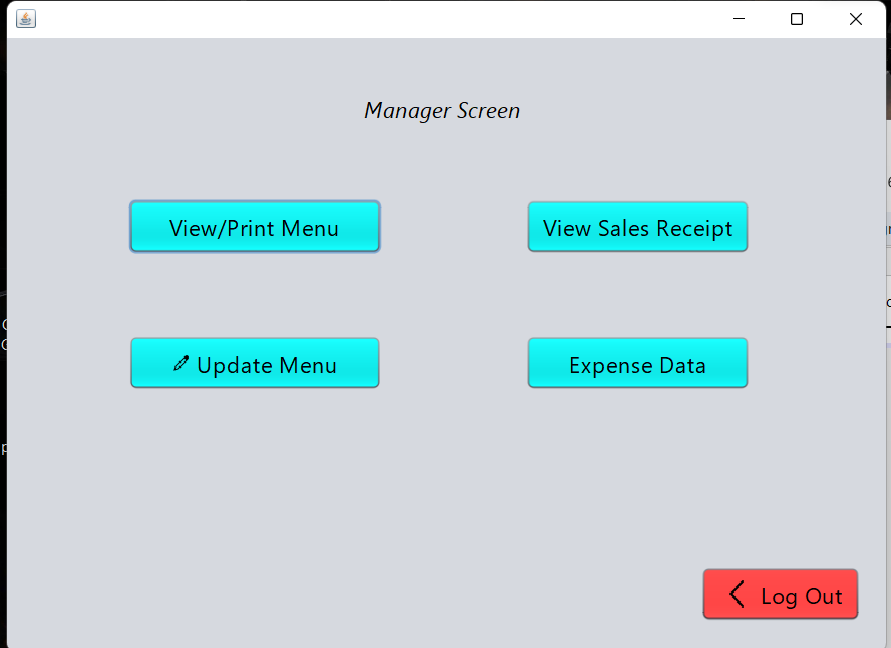 Manager Screen
View/Print Menu
View Sales Receipt
Update Menu
Expense Data
Log Out